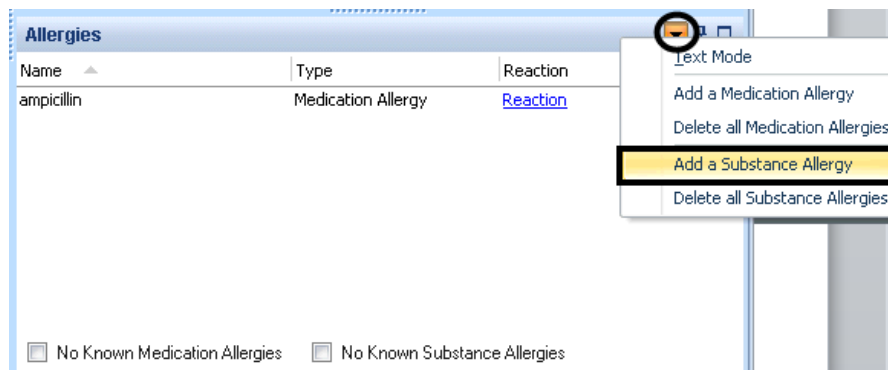 Allergies
Name Type Reaction
ampicillin Medication Allergy Reaction
Text Mode
Add a Medication Allergy
Delete all Medication Allergies
Add a Substance Allergy
Delete all Substance Allergies
No Known Medication Allergies No Known Substance Allergies